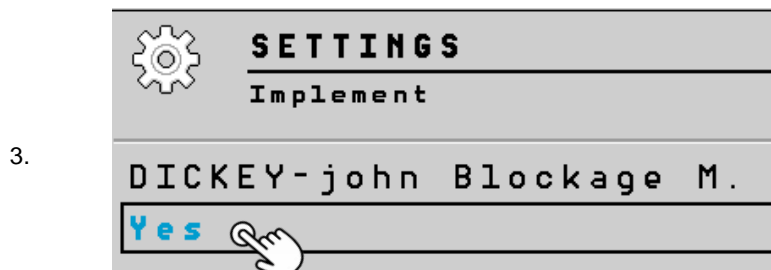 SETTINGS
Implement
3.
DICKEY-john Blockage M.
Yes